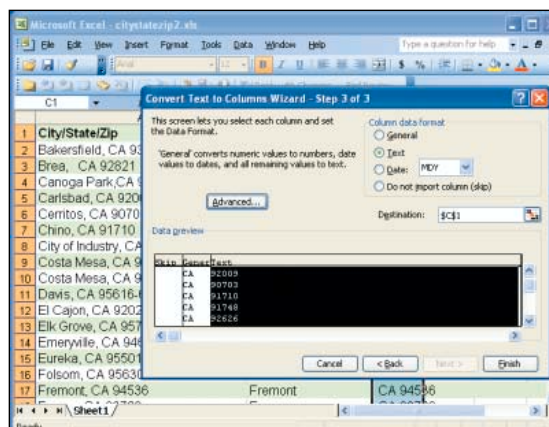 Microsoft Excel - citystatezip2.xls
File Edit View Insert Format Tools Data Window Help Type a question for help
Arial 12 B I U $ %
C1
Convert Text to Columns Wizard - Step 3 of 3
This screen lets you select each column and set
the Data Format.
'General' converts numeric values to numbers, date
values to dates, and all remaining values to text.
Advanced...
Column data format
General
Text
Date: MDY
Do not import column (skip)
Destination: $C$1
Data preview
Skip GenerText
CA 92009
CA 90703
CA 91710
CA 91748
CA 92626
Cancel < Back Next > Finish
1 City/State/Zip
2 Bakersfield, CA 93
3 Brea, CA 92821
4 Canoga Park,CA 9
5 Carlsbad, CA 920
6 Cerritos, CA 9070
7 Chino, CA 91710
8 City of Industry, CA
9 Costa Mesa, CA 9
10 Costa Mesa, CA 9
11 Davis, CA 95616-
12 El Cajon, CA 9202
13 Elk Grove, CA 957
14 Emeryville, CA 946
15 Eureka, CA 95501
16 Folsom, CA 95630
17 Fremont, CA 94536 Fremont CA 94536
Sheet1